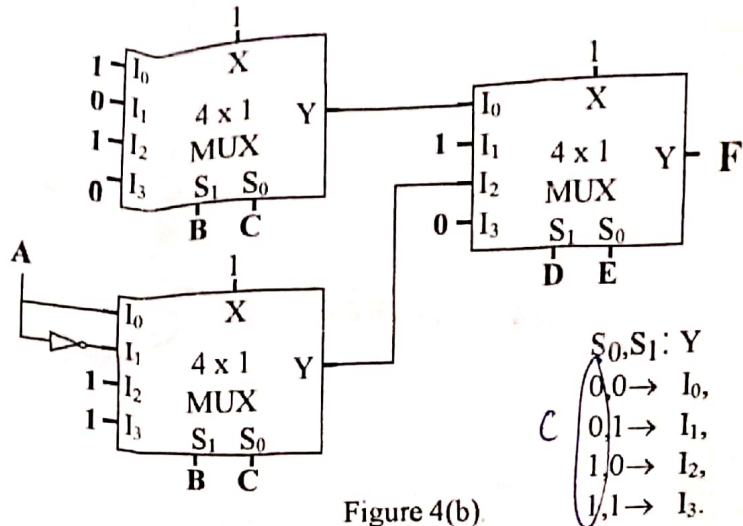 1
1 I₀ X
0 I₁ 4 x 1 Y
1 I₂ MUX
0 I₃ S₁ S₀
B C
1
I₀ X
1 I₁ 4 x 1 Y F
I₂ MUX
0 I₃ S₁ S₀
D E
A
1
I₀ X
I₁ 4 x 1 Y
1 I₂ MUX
1 I₃ S₁ S₀
B C
S₀,S₁: Y
0,0→ I₀,
C 0,1→ I₁,
1,0→ I₂,
1,1→ I₃.
Figure 4(b)